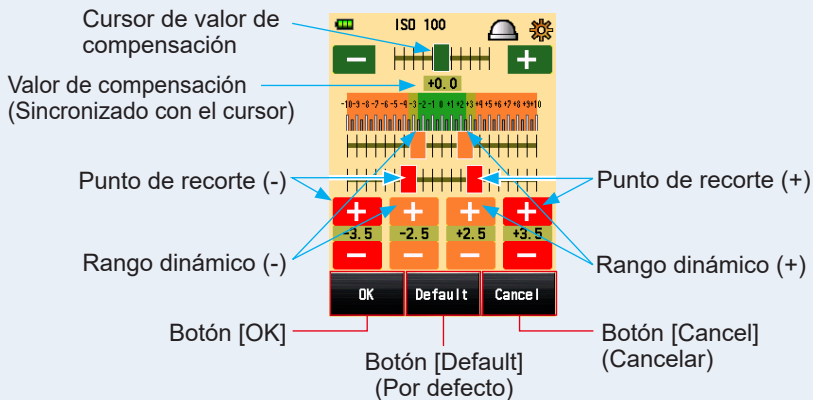 Cursor de valor de
compensación
ISO 100
Valor de compensación
(Sincronizado con el cursor)
+0.0
-10-9-8-7-6-5-4-3-2-1 0 +1+2+3+4+5+6+7+8+9+10
Punto de recorte (-)
Punto de recorte (+)
-3.5 -2.5 +2.5 +3.5
Rango dinámico (-)
Rango dinámico (+)
OK Default Cancel
Botón [OK]
Botón [Default]
(Por defecto)
Botón [Cancel]
(Cancelar)